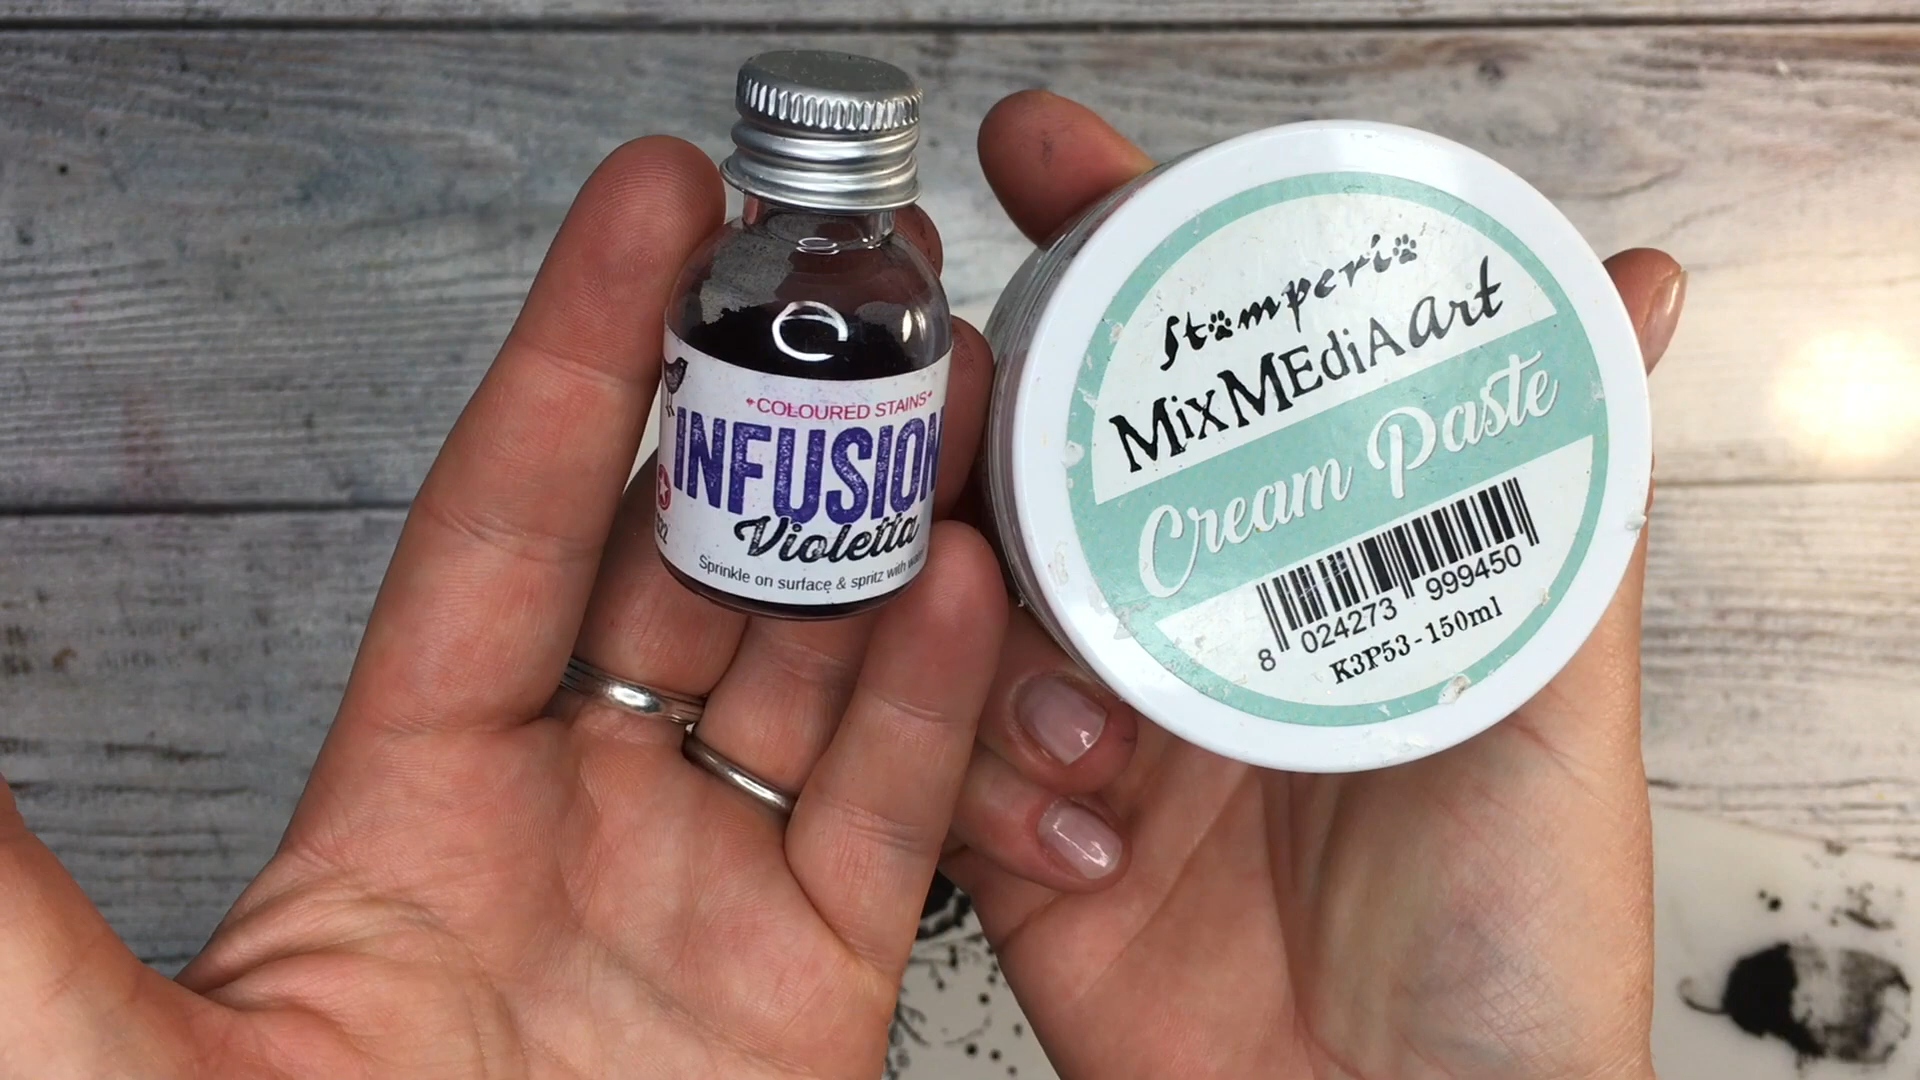 *COLOURED STAINS*
INFUSION
Violetta
Sprinkle on surface & spritz with
Stamperia
MixMEdiAArt
Cream Paste
8 024273 999450
K3P53-150ml